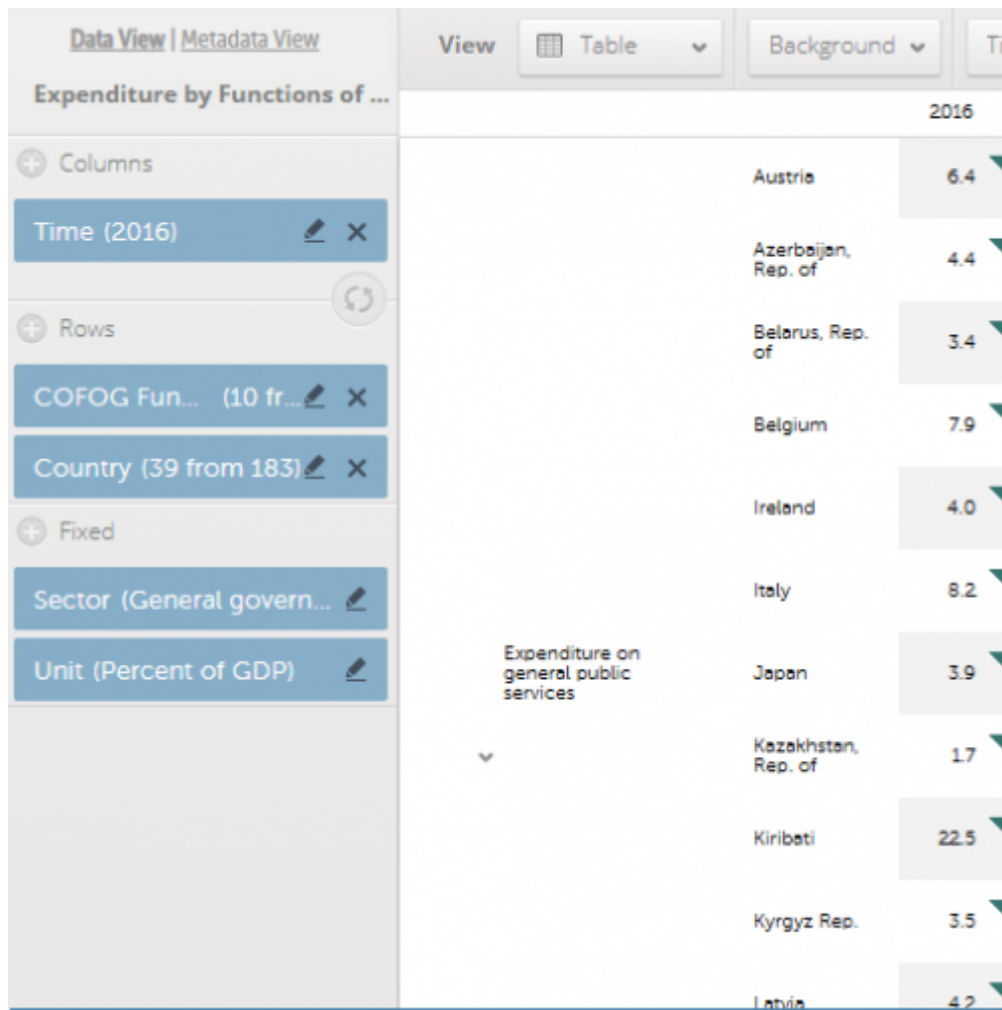 Data View | Metadata View
Expenditure by Functions of ...
Columns
Time (2016)
Rows
COFOG Fun... (10 fr...
Country (39 from 183)
Fixed
Sector (General govern...
Unit (Percent of GDP)
View Table Background Ti
2016
Expenditure on
general public
services
Austria 6.4
Azerbaijan,
Rep. of 4.4
Belarus, Rep.
of 3.4
Belgium 7.9
Ireland 4.0
Italy 8.2
Japan 3.9
Kazakhstan,
Rep. of 1.7
Kiribati 22.5
Kyrgyz Rep. 3.5
Latvia 4.2